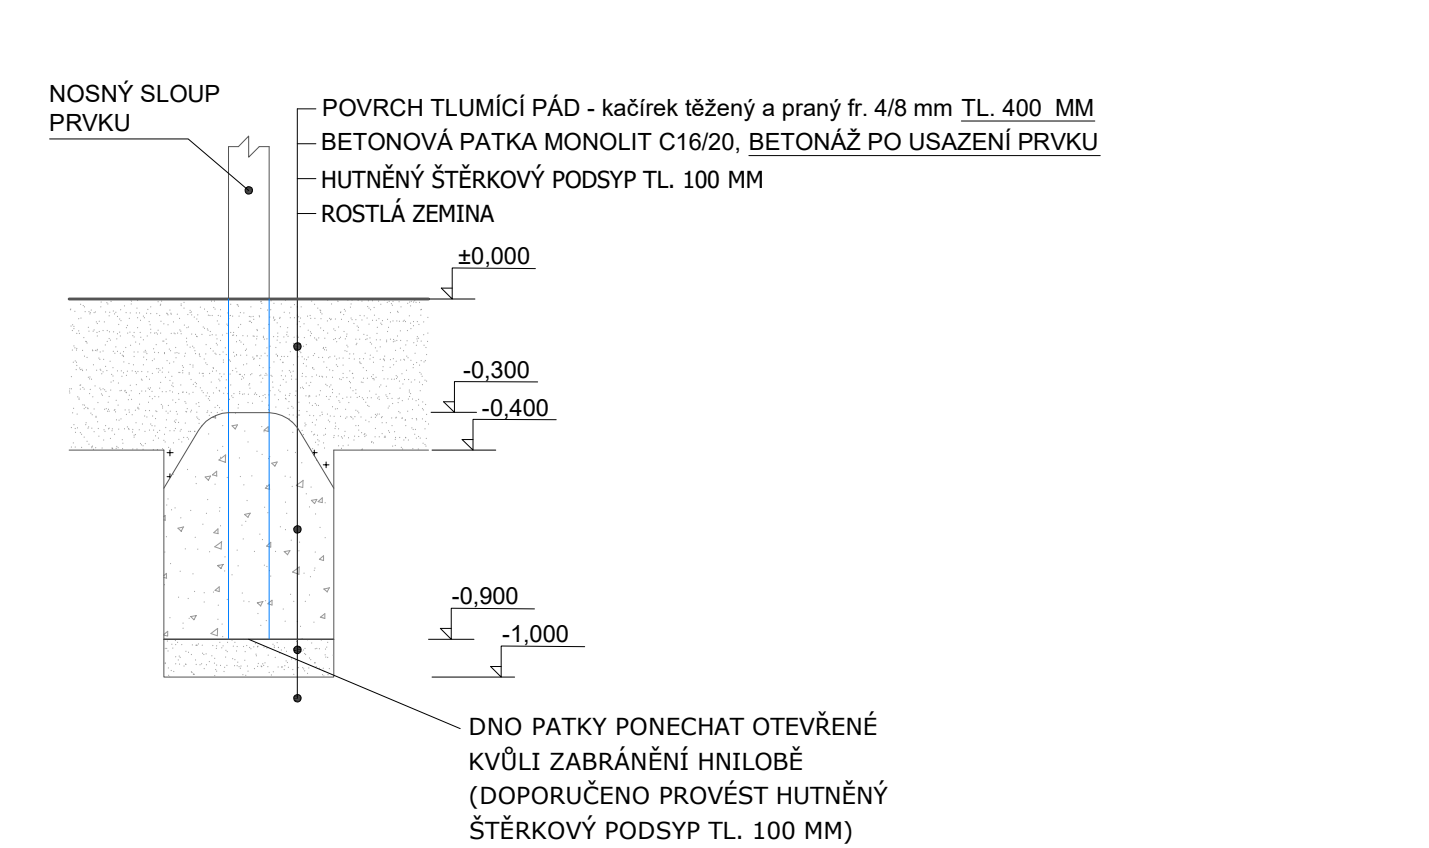 NOSNÝ SLOUP
PRVKU
POVRCH TLUMÍCÍ PÁD - kačírek těžený a praný fr. 4/8 mm TL. 400 MM
BETONOVÁ PATKA MONOLIT C16/20, BETONÁŽ PO USAZENÍ PRVKU
HUTNĚNÝ ŠTĚRKOVÝ PODSYP TL. 100 MM
ROSTLÁ ZEMINA
±0,000
-0,300
-0,400
-0,900
-1,000
DNO PATKY PONECHAT OTEVŘENÉ
KVŮLI ZABRÁNĚNÍ HNILOBĚ
(DOPORUČENO PROVÉST HUTNĚNÝ
ŠTĚRKOVÝ PODSYP TL. 100 MM)